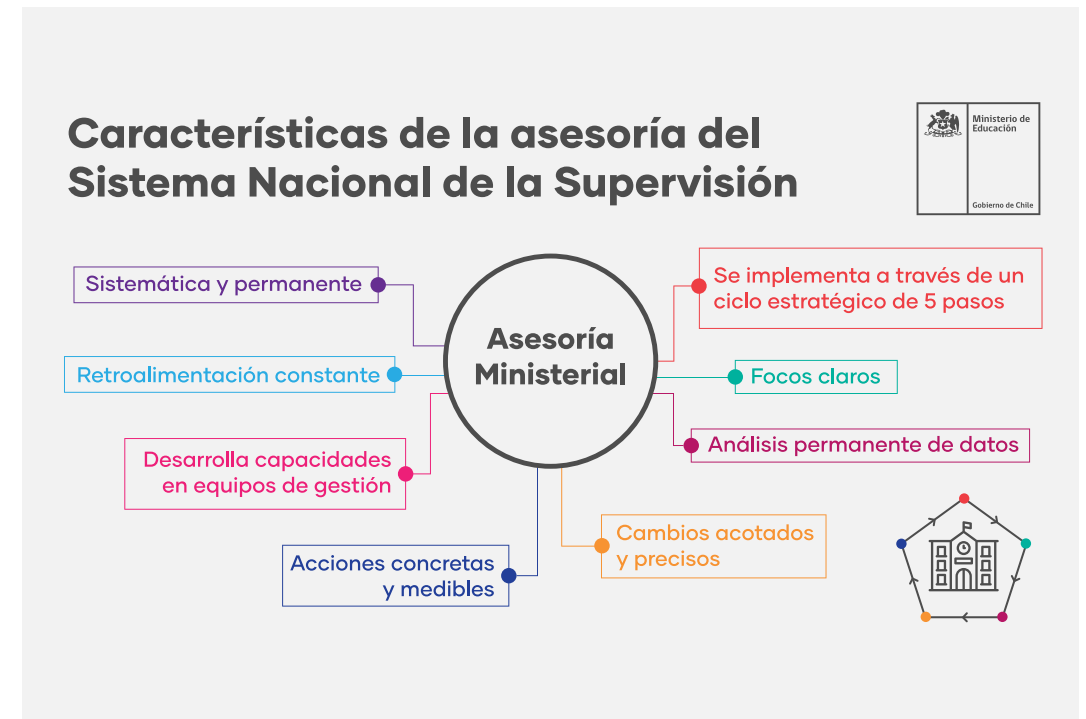 Características de la asesoría del
Sistema Nacional de la Supervisión
Ministerio de
Educación
Gobierno de Chile
Sistemática y permanente
Retroalimentación constante
Desarrolla capacidades
en equipos de gestión
Acciones concretas
y medibles
Asesoría
Ministerial
Se implementa a través de un
ciclo estratégico de 5 pasos
Focos claros
Análisis permanente de datos
Cambios acotados
y precisos